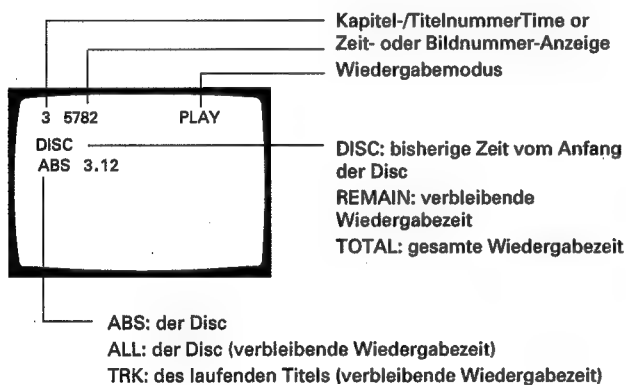 Kapitel-/TitelnummerTime or
Zeit- oder Bildnummer-Anzeige
Wiedergabemodus
3 5782 PLAY
DISC
ABS 3.12
DISC: bisherige Zeit vom Anfang
der Disc
REMAIN: verbleibende
Wiedergabezeit
TOTAL: gesamte Wiedergabezeit
ABS: der Disc
ALL: der Disc (verbleibende Wiedergabezeit)
TRK: des laufenden Titels (verbleibende Wiedergabezeit)